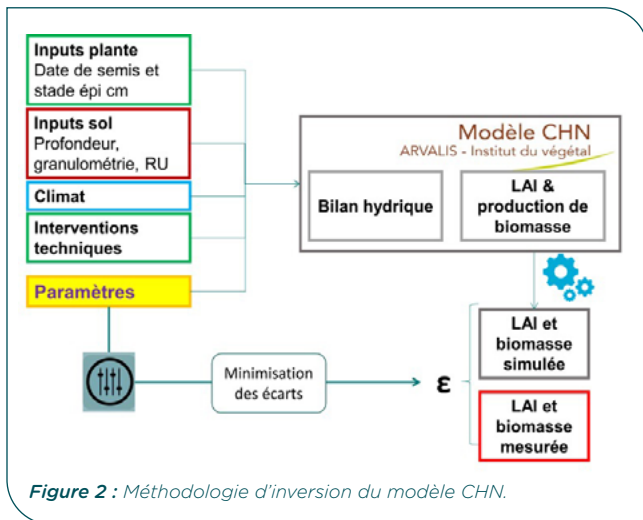 Inputs plante
Date de semis et
stade épi cm
Inputs sol
Profondeur,
granulométrie, RU
Climat
Interventions
techniques
Paramètres
Modèle CHN
ARVALIS - Institut du végétal
Bilan hydrique
LAI &
production de
biomasse
Minimisation
des écarts
ε
LAI et
biomasse
simulée
LAI et
biomasse
mesurée
Figure 2 : Méthodologie d'inversion du modèle CHN.